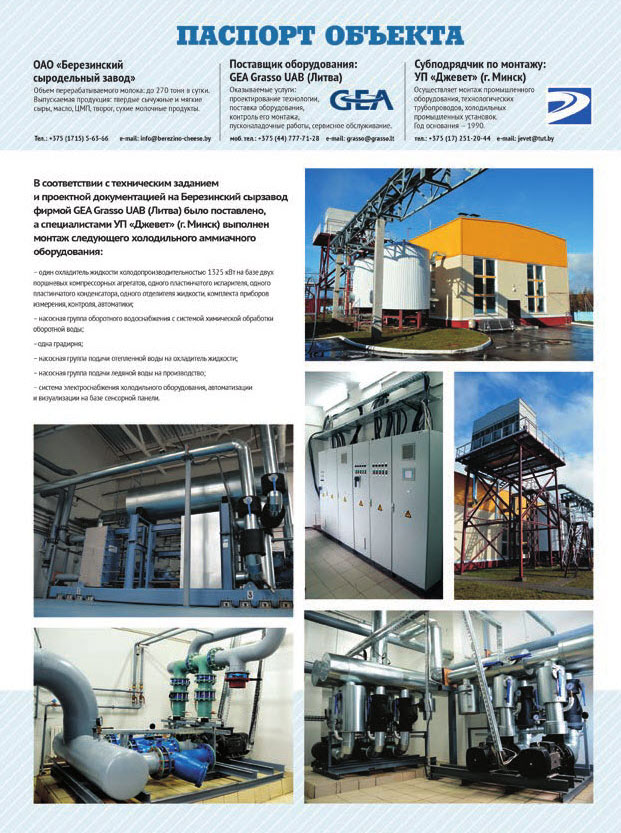 ПАСПОРТ ОБЪЕКТА
ОАО «Березинский
сыродельный завод»
Объем перерабатываемого молока: до 270 тонн в сутки.
Выпускаемая продукция: твердые сычужные и мягкие
сыры, масло, ЦМП, творог, сухие молочные продукты.
Тел.: +375 (1715) 5-63-66 e-mail: info@berezino-cheese.by
Поставщик оборудования:
GEA Grasso UAB (Литва)
Оказываемые услуги:
проектирование технологии,
поставка оборудования,
контроль его монтажа,
пусконаладочные работы, сервисное обслуживание.
GEA
моб. тел.: +375 (44) 777-71-28 e-mail: grasso@grasso.lt
Субподрядчик по монтажу:
УП «Джевет» (г. Минск)
Осуществляет монтаж промышленного
оборудования, технологических
трубопроводов, холодильных
промышленных установок.
Год основания – 1990.
тел.: +375 (17) 251-20-44 e-mail: jevet@tut.by
В соответствии с техническим заданием
и проектной документацией на Березинский сырзавод
фирмой GEA Grasso UAB (Литва) было поставлено,
а специалистами УП «Джевет» (г. Минск) выполнен
монтаж следующего холодильного аммиачного
оборудования:
– один охладитель жидкости холодопроизводительностью 1325 кВт на базе двух
поршневых компрессорных агрегатов, одного пластинчатого испарителя, одного
пластинчатого конденсатора, одного отделителя жидкости, комплекта приборов
измерения, контроля, автоматики;
– насосная группа оборотного водоснабжения с системой химической обработки
оборотной воды;
– одна градирня;
– насосная группа подачи отепленной воды на охладитель жидкости;
– насосная группа подачи ледяной воды на производство;
– система электроснабжения холодильного оборудования, автоматизации
и визуализации на базе сенсорной панели.